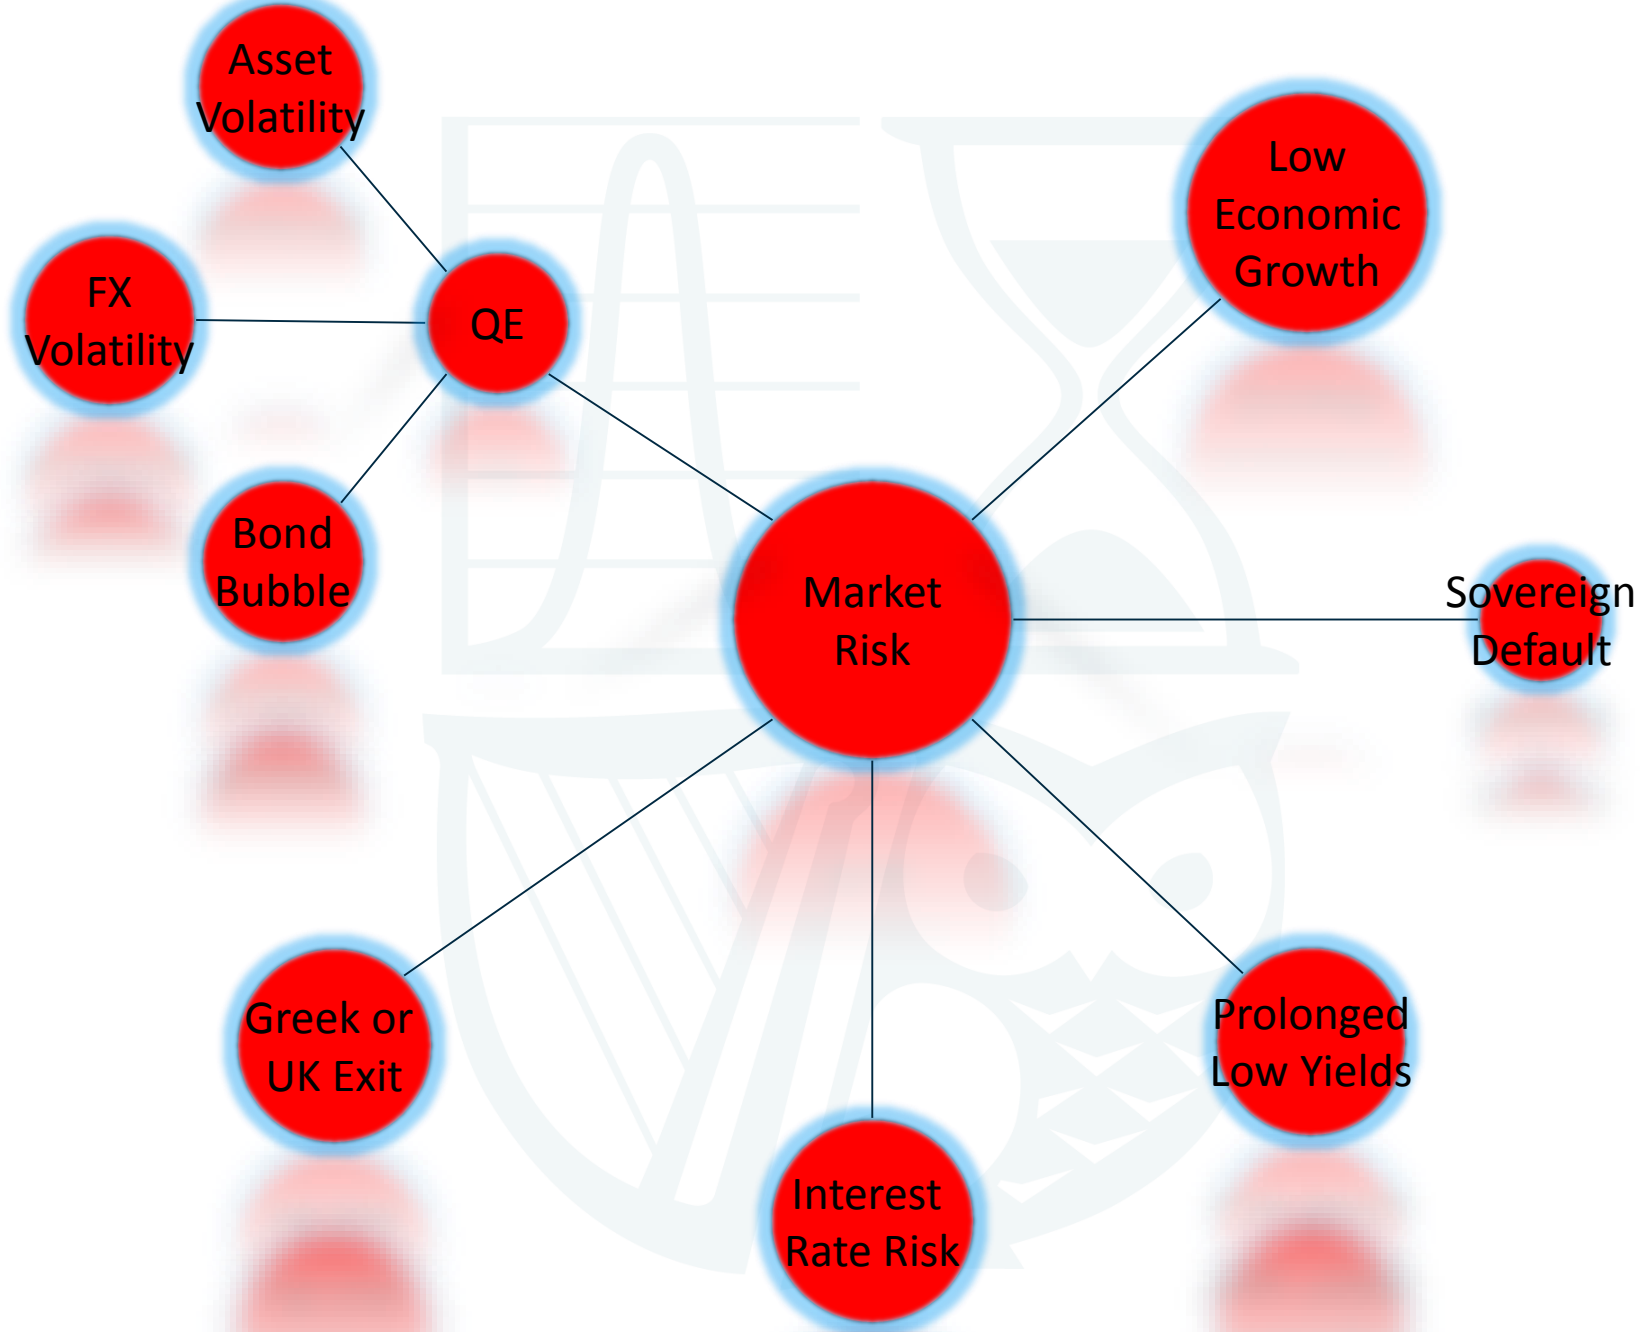 Asset
Volatility
Low
Economic
Growth
FX
Volatility
QE
Bond
Bubble
Market
Risk
Sovereign
Default
Greek or
UK Exit
Prolonged
Low Yields
Interest
Rate Risk